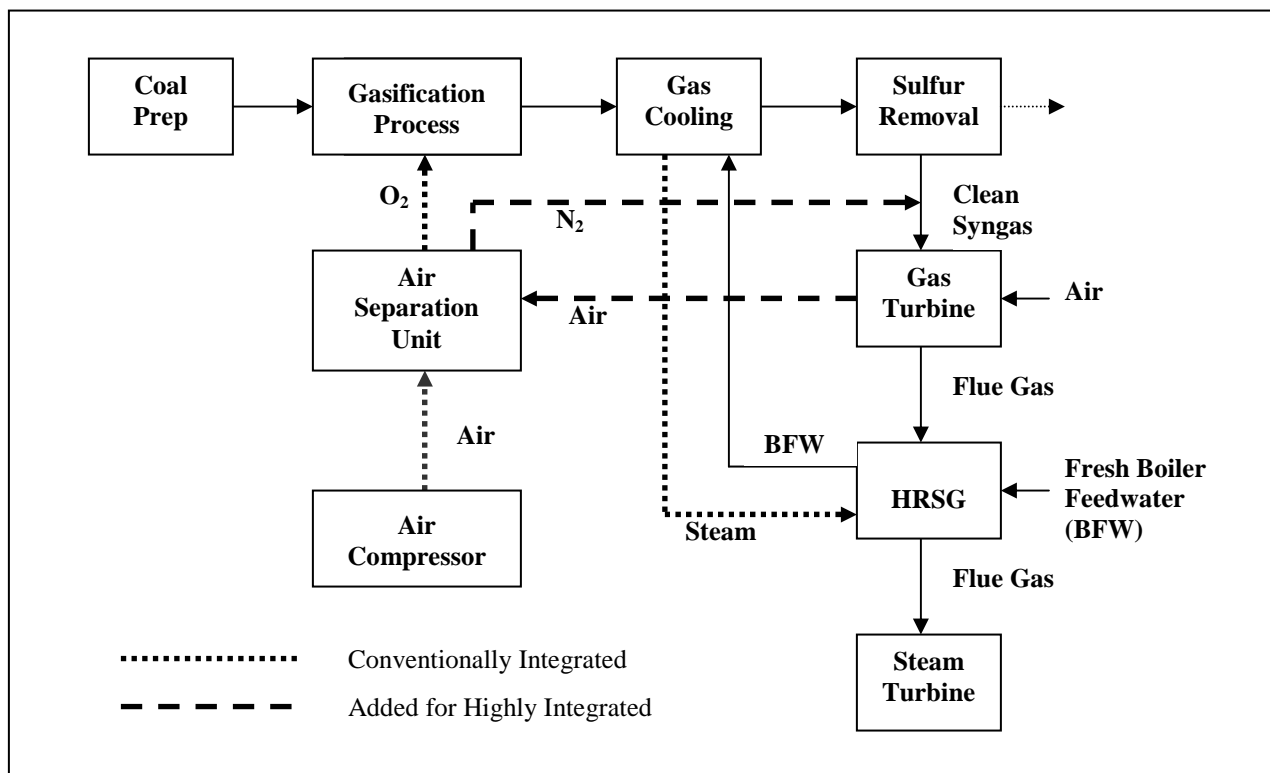 Coal
Prep
Gasification
Process
Gas
Cooling
Sulfur
Removal
O2
N2
Clean
Syngas
Air
Separation
Unit
Air
Gas
Turbine
Air
Flue Gas
Air
BFW
Fresh Boiler
Feedwater
(BFW)
HRSG
Air
Compressor
Steam
Flue Gas
Conventionally Integrated
Added for Highly Integrated
Steam
Turbine